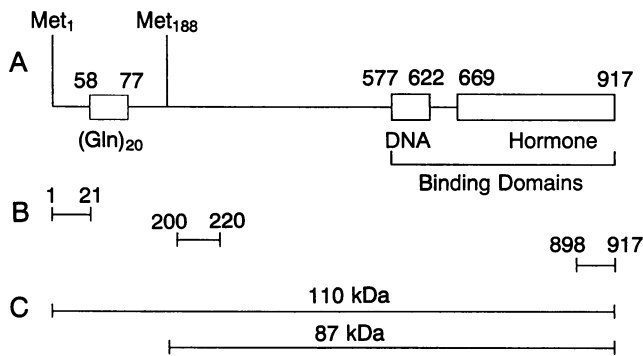 Met1 Met188
A 58 77 577 622 669 917
(Gln)20 DNA Hormone
Binding Domains
B 1 21
200 220
898 917
C 110 kDa
87 kDa